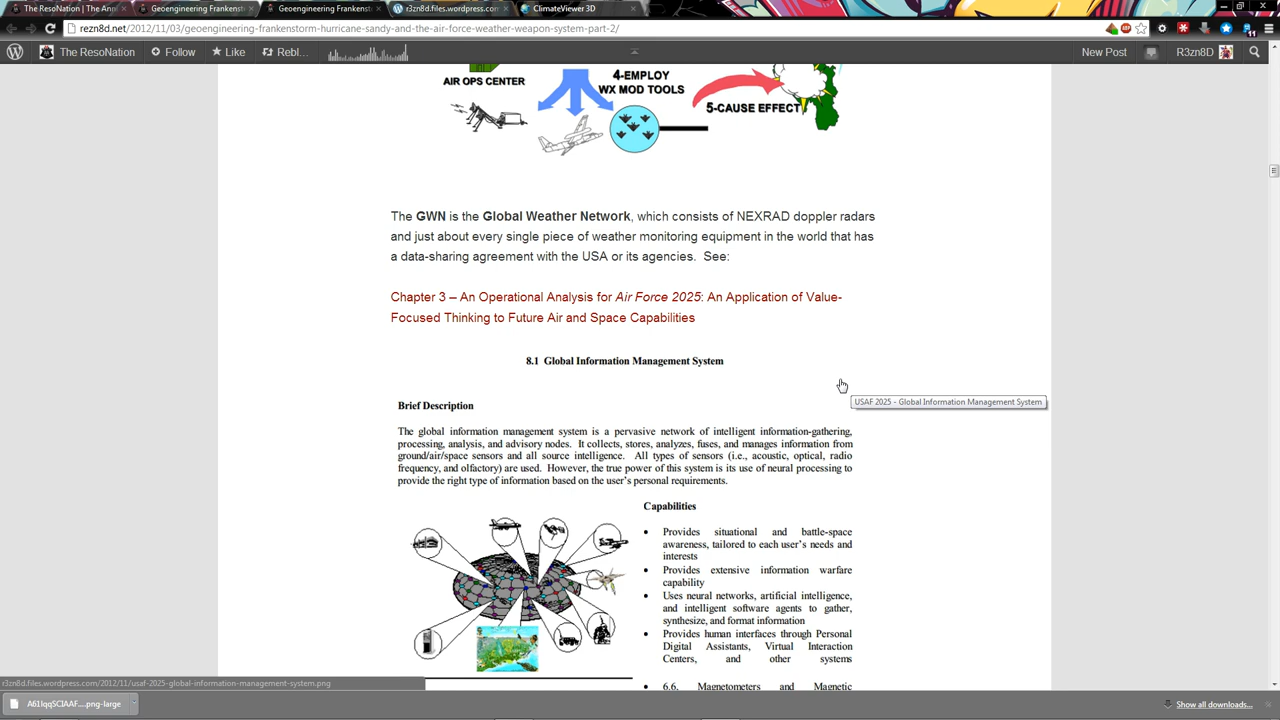 The ResoNation | The Ang
Geoengineering Frankenst
Geoengineering Frankenst
r3zn8d.files.wordpress.com
ClimateViewer 3D
rezn8d.net/2012/11/03/geoengineering-frankenstorm-hurricane-sandy-and-the-air-force-weather-weapon-system-part-2/
The ResoNation
Follow
Like
Rebl...
New Post
R3zN8D
AIR OPS CENTER
4-EMPLOY
WX MOD TOOLS
5-CAUSE EFFECT
The GWN is the Global Weather Network, which consists of NEXRAD doppler radars
and just about every single piece of weather monitoring equipment in the world that has
a data-sharing agreement with the USA or its agencies. See:
Chapter 3 – An Operational Analysis for Air Force 2025: An Application of Value-
Focused Thinking to Future Air and Space Capabilities
8.1 Global Information Management System
USAF 2025 - Global Information Management System
Brief Description
The global information management system is a pervasive network of intelligent information-gathering,
processing, analysis, and advisory nodes. It collects, stores, analyzes, fuses, and manages information from
ground/air/space sensors and all source intelligence. All types of sensors (i.e., acoustic, optical, radio
frequency, and olfactory) are used. However, the true power of this system is its use of neural processing to
provide the right type of information based on the user's personal requirements.
Capabilities
• Provides situational and battle-space
awareness, tailored to each user's needs and
interests
• Provides extensive information warfare
capability
• Uses neural networks, artificial intelligence,
and intelligent software agents to gather,
synthesize, and format information
• Provides human interfaces through Personal
Digital Assistants, Virtual Interaction
Centers, and other systems
• 6.6. Magnetometers and Magnetic
r3zn8d.files.wordpress.com/2012/11/usaf-2025-global-information-management-system.png
A61IqqSCIAAF....png-large
Show all downloads...